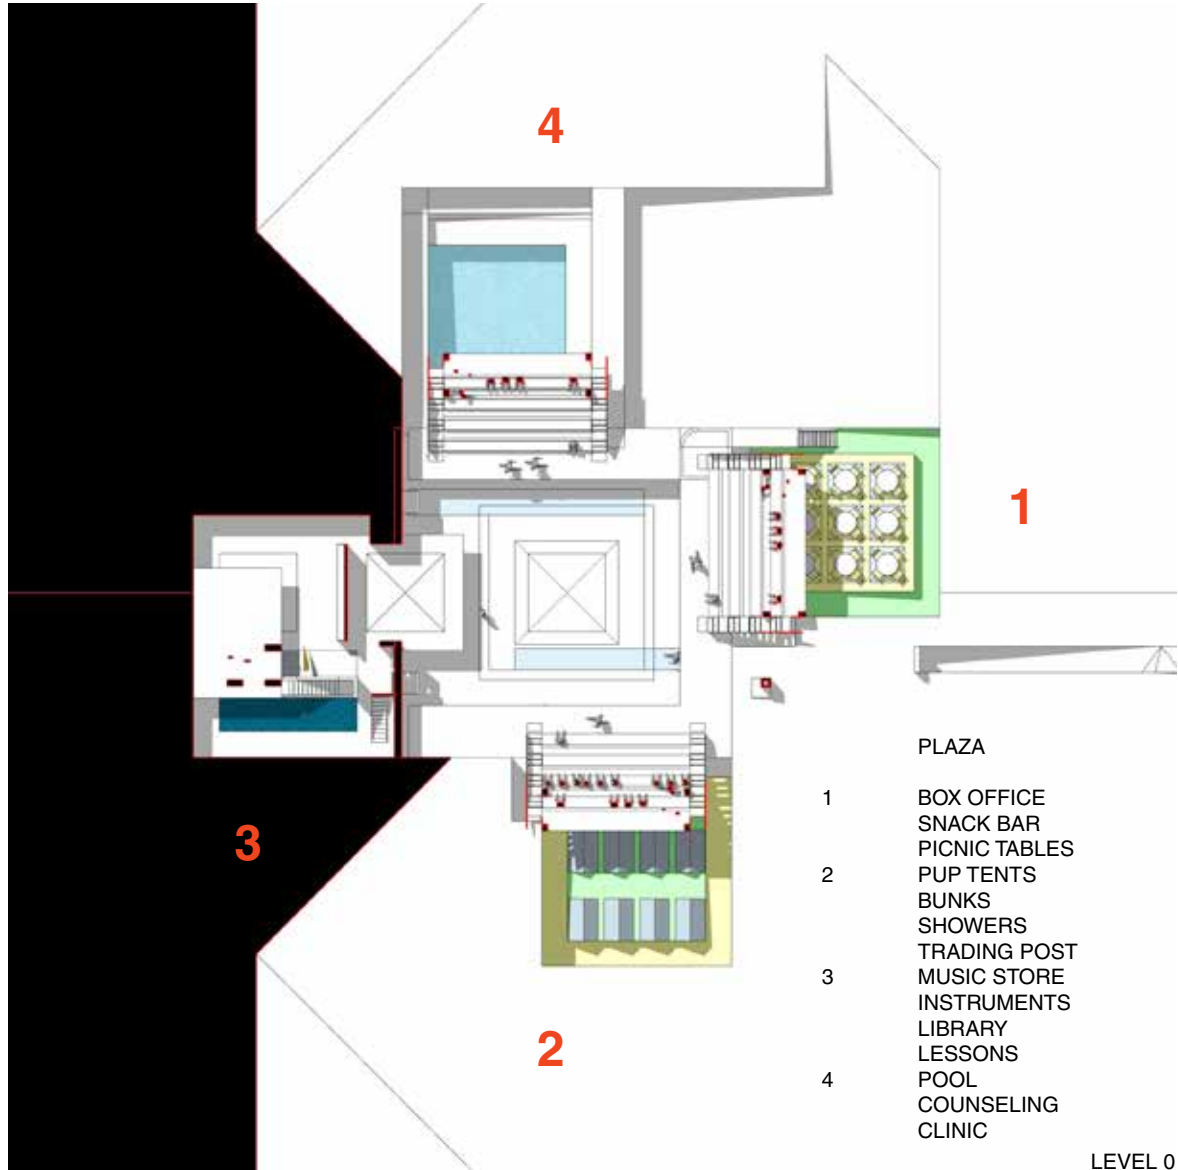 4
1
3
2
PLAZA
1 BOX OFFICE
SNACK BAR
PICNIC TABLES
2 PUP TENTS
BUNKS
SHOWERS
TRADING POST
3 MUSIC STORE
INSTRUMENTS
LIBRARY
LESSONS
4 POOL
COUNSELING
CLINIC
LEVEL 0